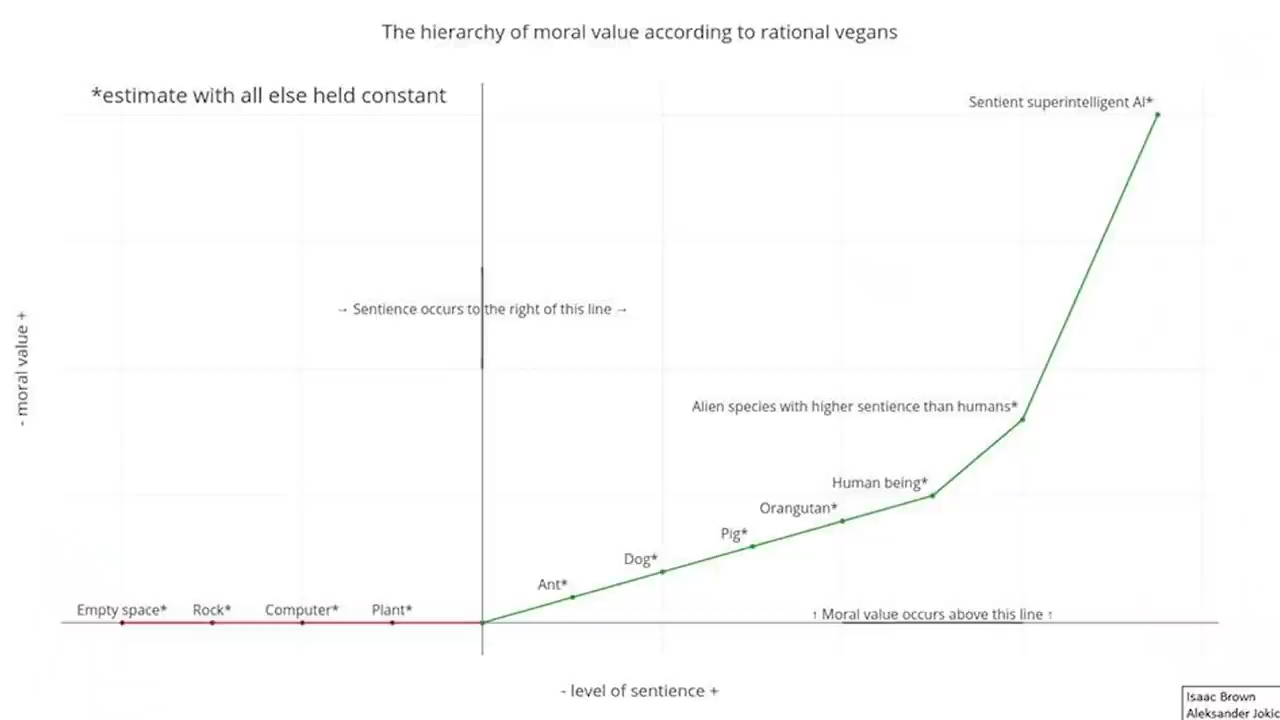 The hierarchy of moral value according to rational vegans
*estimate with all else held constant
Sentient superintelligent AI*
→ Sentience occurs to the right of this line →
- moral value +
Alien species with higher sentience than humans*
Human being*
Orangutan*
Pig*
Dog*
Ant*
Empty space* Rock* Computer* Plant*
↑ Moral value occurs above this line ↑
- level of sentience +
Isaac Brown
Aleksander Jokic